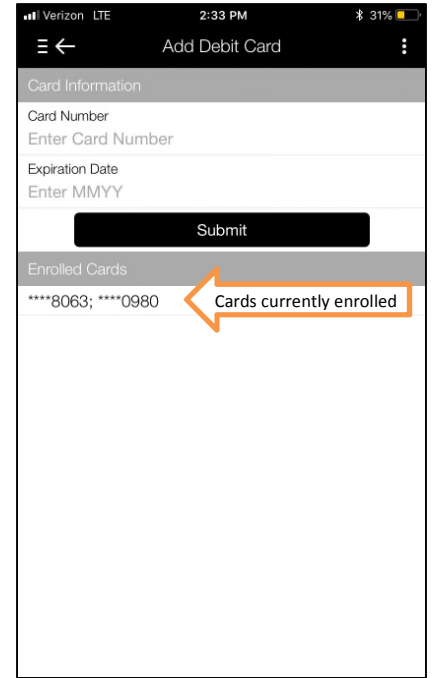 Verizon LTE 2:33 PM 31%
Add Debit Card
Card Information
Card Number
Enter Card Number
Expiration Date
Enter MMYY
Submit
Enrolled Cards
****8063; ****0980 Cards currently enrolled